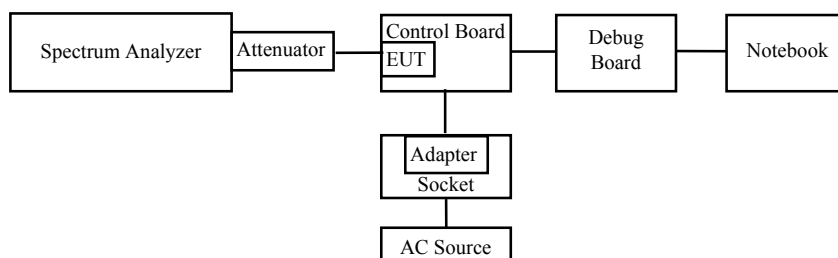 Spectrum Analyzer
Attenuator
Control Board
EUT
Debug
Board
Notebook
Adapter
Socket
AC Source